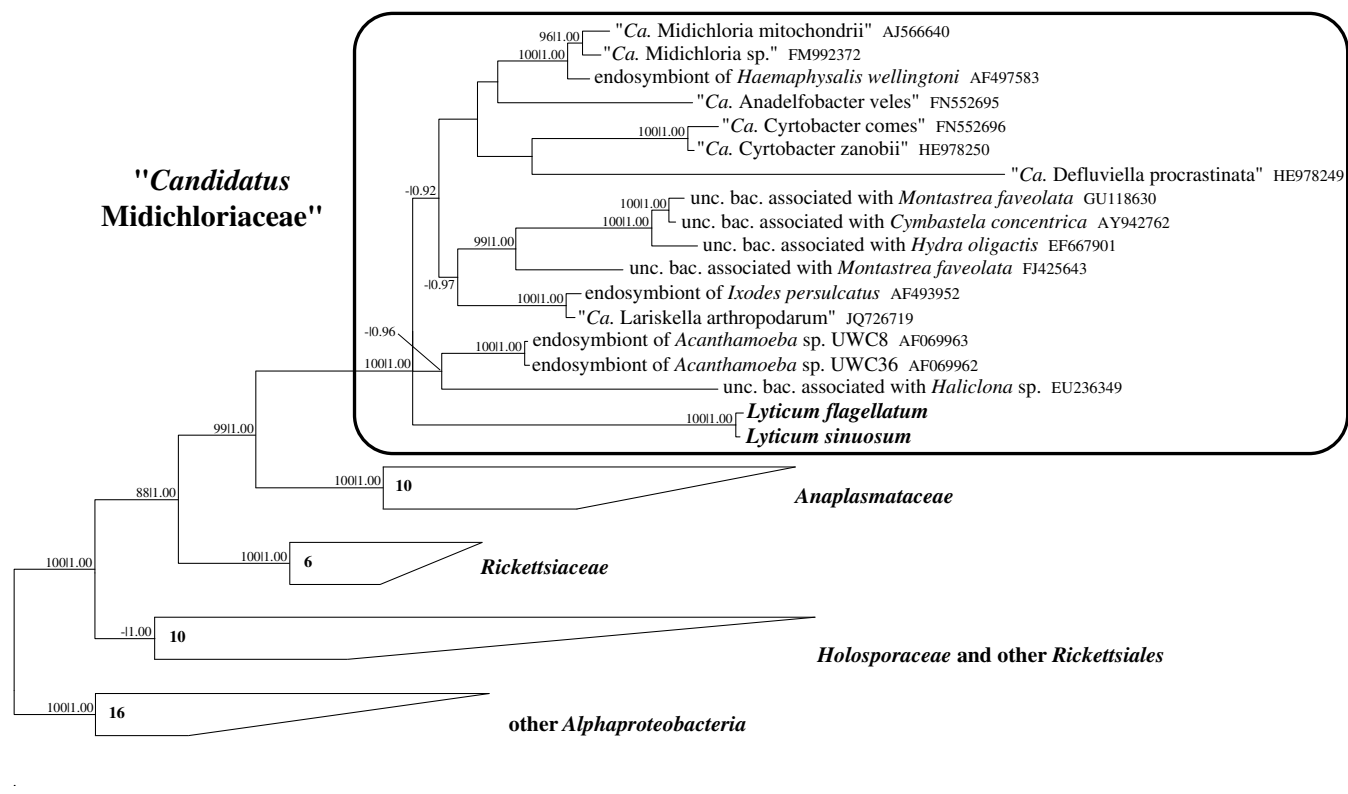 96|1.00
"Ca. Midichloria mitochondrii" AJ566640
100|1.00
"Ca. Midichloria sp." FM992372
endosymbiont of Haemaphysalis wellingtoni AF497583
"Ca. Anadelfobacter veles" FN552695
100|1.00
"Ca. Cyrtobacter comes" FN552696
"Ca. Cyrtobacter zanobii" HE978250
"Ca. Defluviella procrastinata" HE978249
"Candidatus
Midichloriaceae"
-|0.92
100|1.00
unc. bac. associated with Montastrea faveolata GU118630
100|1.00
unc. bac. associated with Cymbastela concentrica AY942762
99|1.00
unc. bac. associated with Hydra oligactis EF667901
unc. bac. associated with Montastrea faveolata FJ425643
-|0.97
100|1.00
endosymbiont of Ixodes persulcatus AF493952
"Ca. Lariskella arthropodarum" JQ726719
-|0.96
100|1.00
endosymbiont of Acanthamoeba sp. UWC8 AF069963
100|1.00
endosymbiont of Acanthamoeba sp. UWC36 AF069962
unc. bac. associated with Haliclona sp. EU236349
100|1.00
Lyticum flagellatum
Lyticum sinuosum
99|1.00
100|1.00
10
Anaplasmataceae
88|1.00
100|1.00
6
Rickettsiaceae
100|1.00
-|1.00
10
Holosporaceae and other Rickettsiales
100|1.00
16
other Alphaproteobacteria